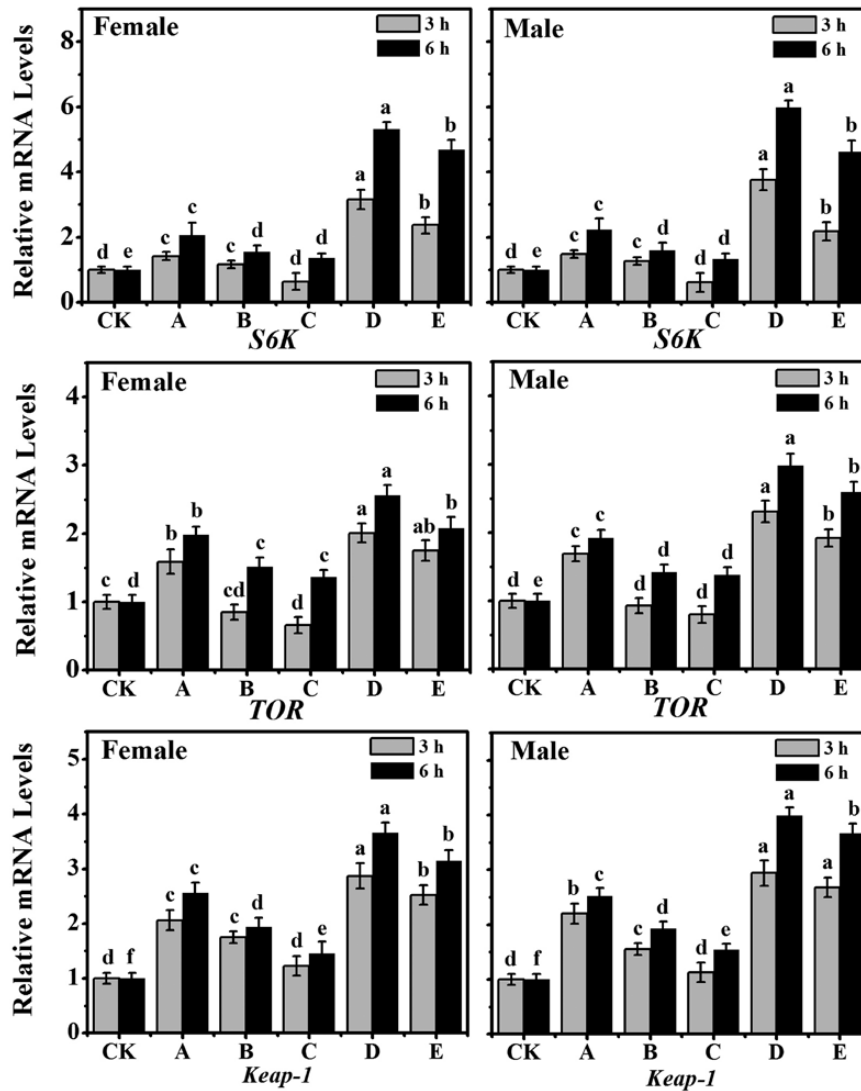 Female
3 h
6 h
Male
3 h
6 h
Relative mRNA Levels
8
6
4
2
0
d e c c c d d d a a b b
d e c c d d d d a a b b
CK A B C D E
CK A B C D E
S6K
S6K
Female
3 h
6 h
Male
3 h
6 h
Relative mRNA Levels
4
3
2
1
0
c d b b cd c d c a a ab b
d e c c d d d d a a b b
CK A B C D E
CK A B C D E
TOR
TOR
Female
3 h
6 h
Male
3 h
6 h
Relative mRNA Levels
5
4
3
2
1
0
d f c c c d d e a a b b
d f b c c d d e a a a b
CK A B C D E
CK A B C D E
Keap-1
Keap-1